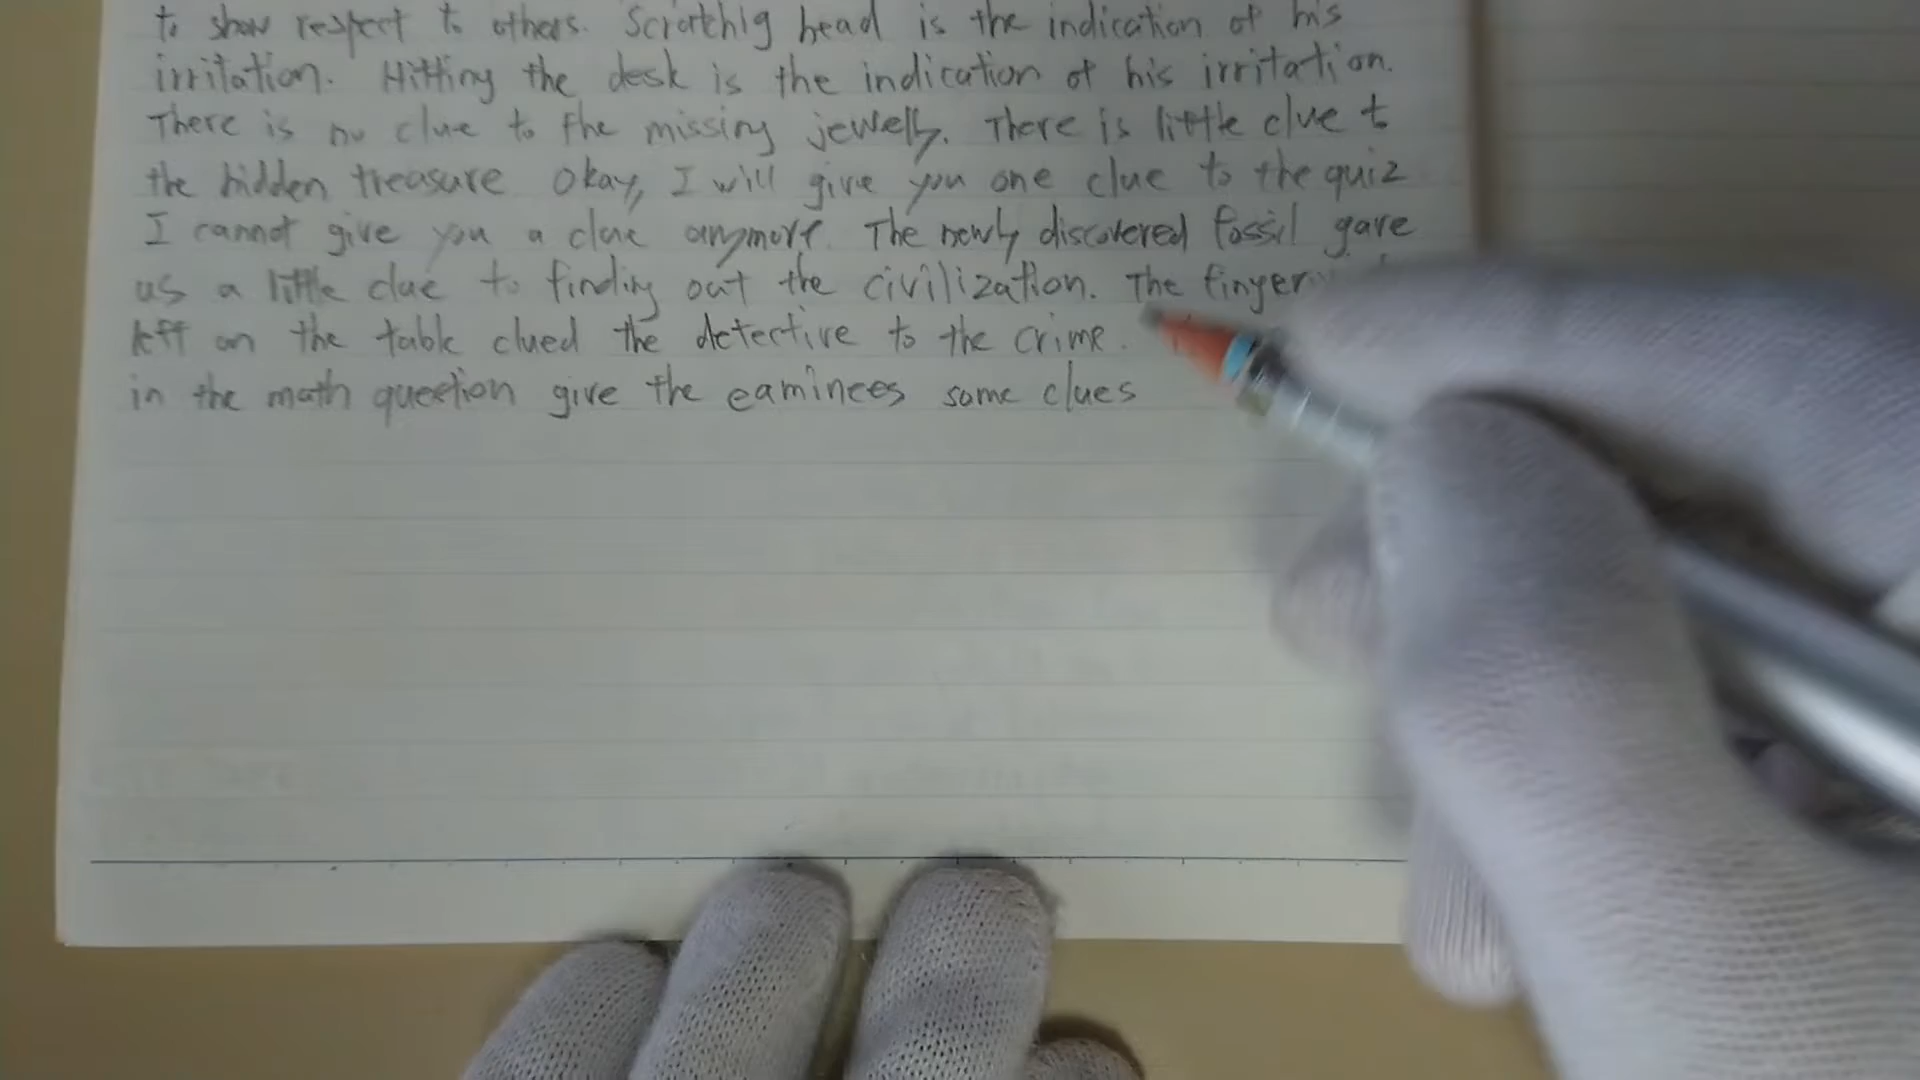 to show respect to others. Scratchig head is the indication of his
irritation. Hitting the desk is the indication of his irritation.
There is no clue to the missing jewelly. There is little clue to
the hidden treasure Okay, I will give you one clue to the quiz
I cannot give you a clue anymore. The newly discovered fossil gave
us a little clue to finding out the civilization. The
left on the table clued the detective to the crime.
in the math question give the eaminees some clues